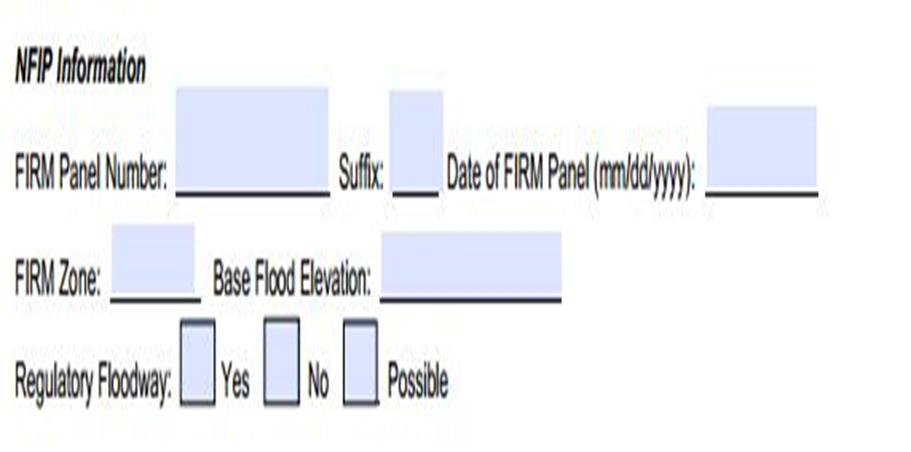 NFIP Information
FIRM Panel Number: Suffix: Date of FIRM Panel (mm/dd/yyyy):
FIRM Zone: Base Flood Elevation:
Regulatory Floodway: Yes No Possible